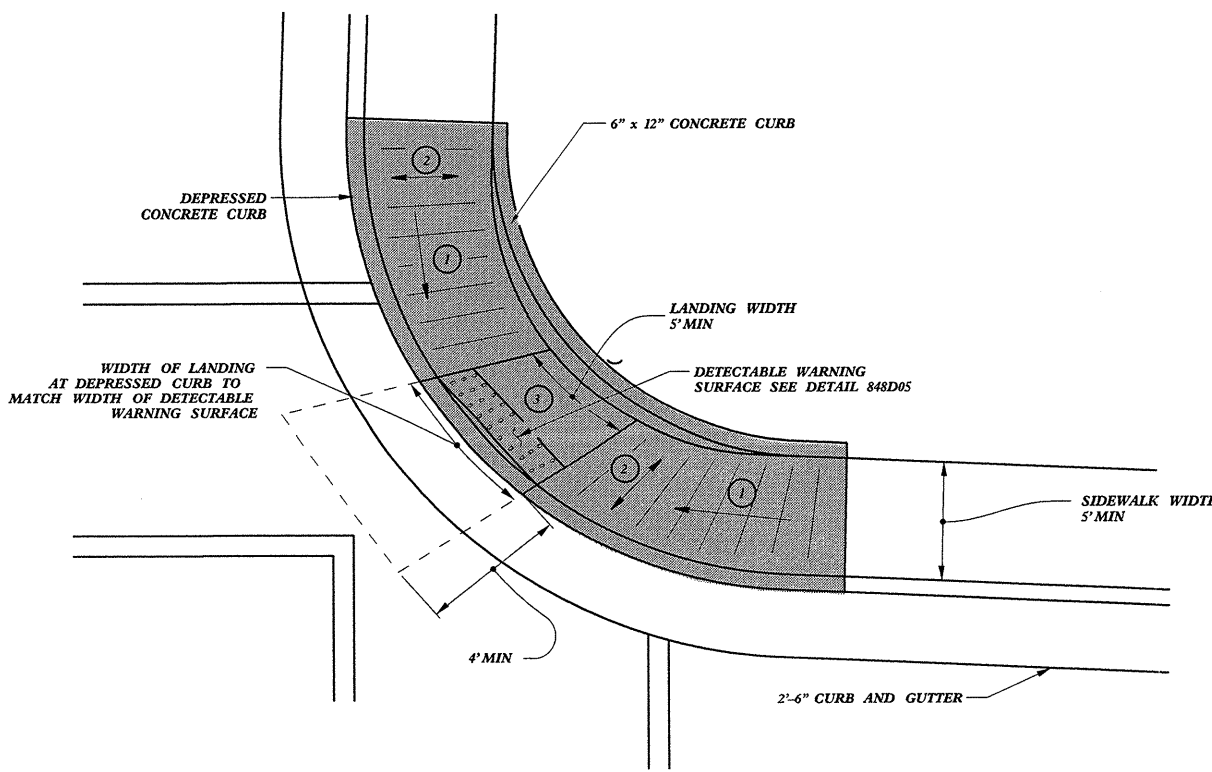 6" x 12" CONCRETE CURB
2
DEPRESSED
CONCRETE CURB
1
LANDING WIDTH
5' MIN
WIDTH OF LANDING
AT DEPRESSED CURB TO
MATCH WIDTH OF DETECTABLE
WARNING SURFACE
DETECTABLE WARNING
SURFACE SEE DETAIL 848D05
3
2
1
SIDEWALK WIDTH
5' MIN
4' MIN
2'-6" CURB AND GUTTER